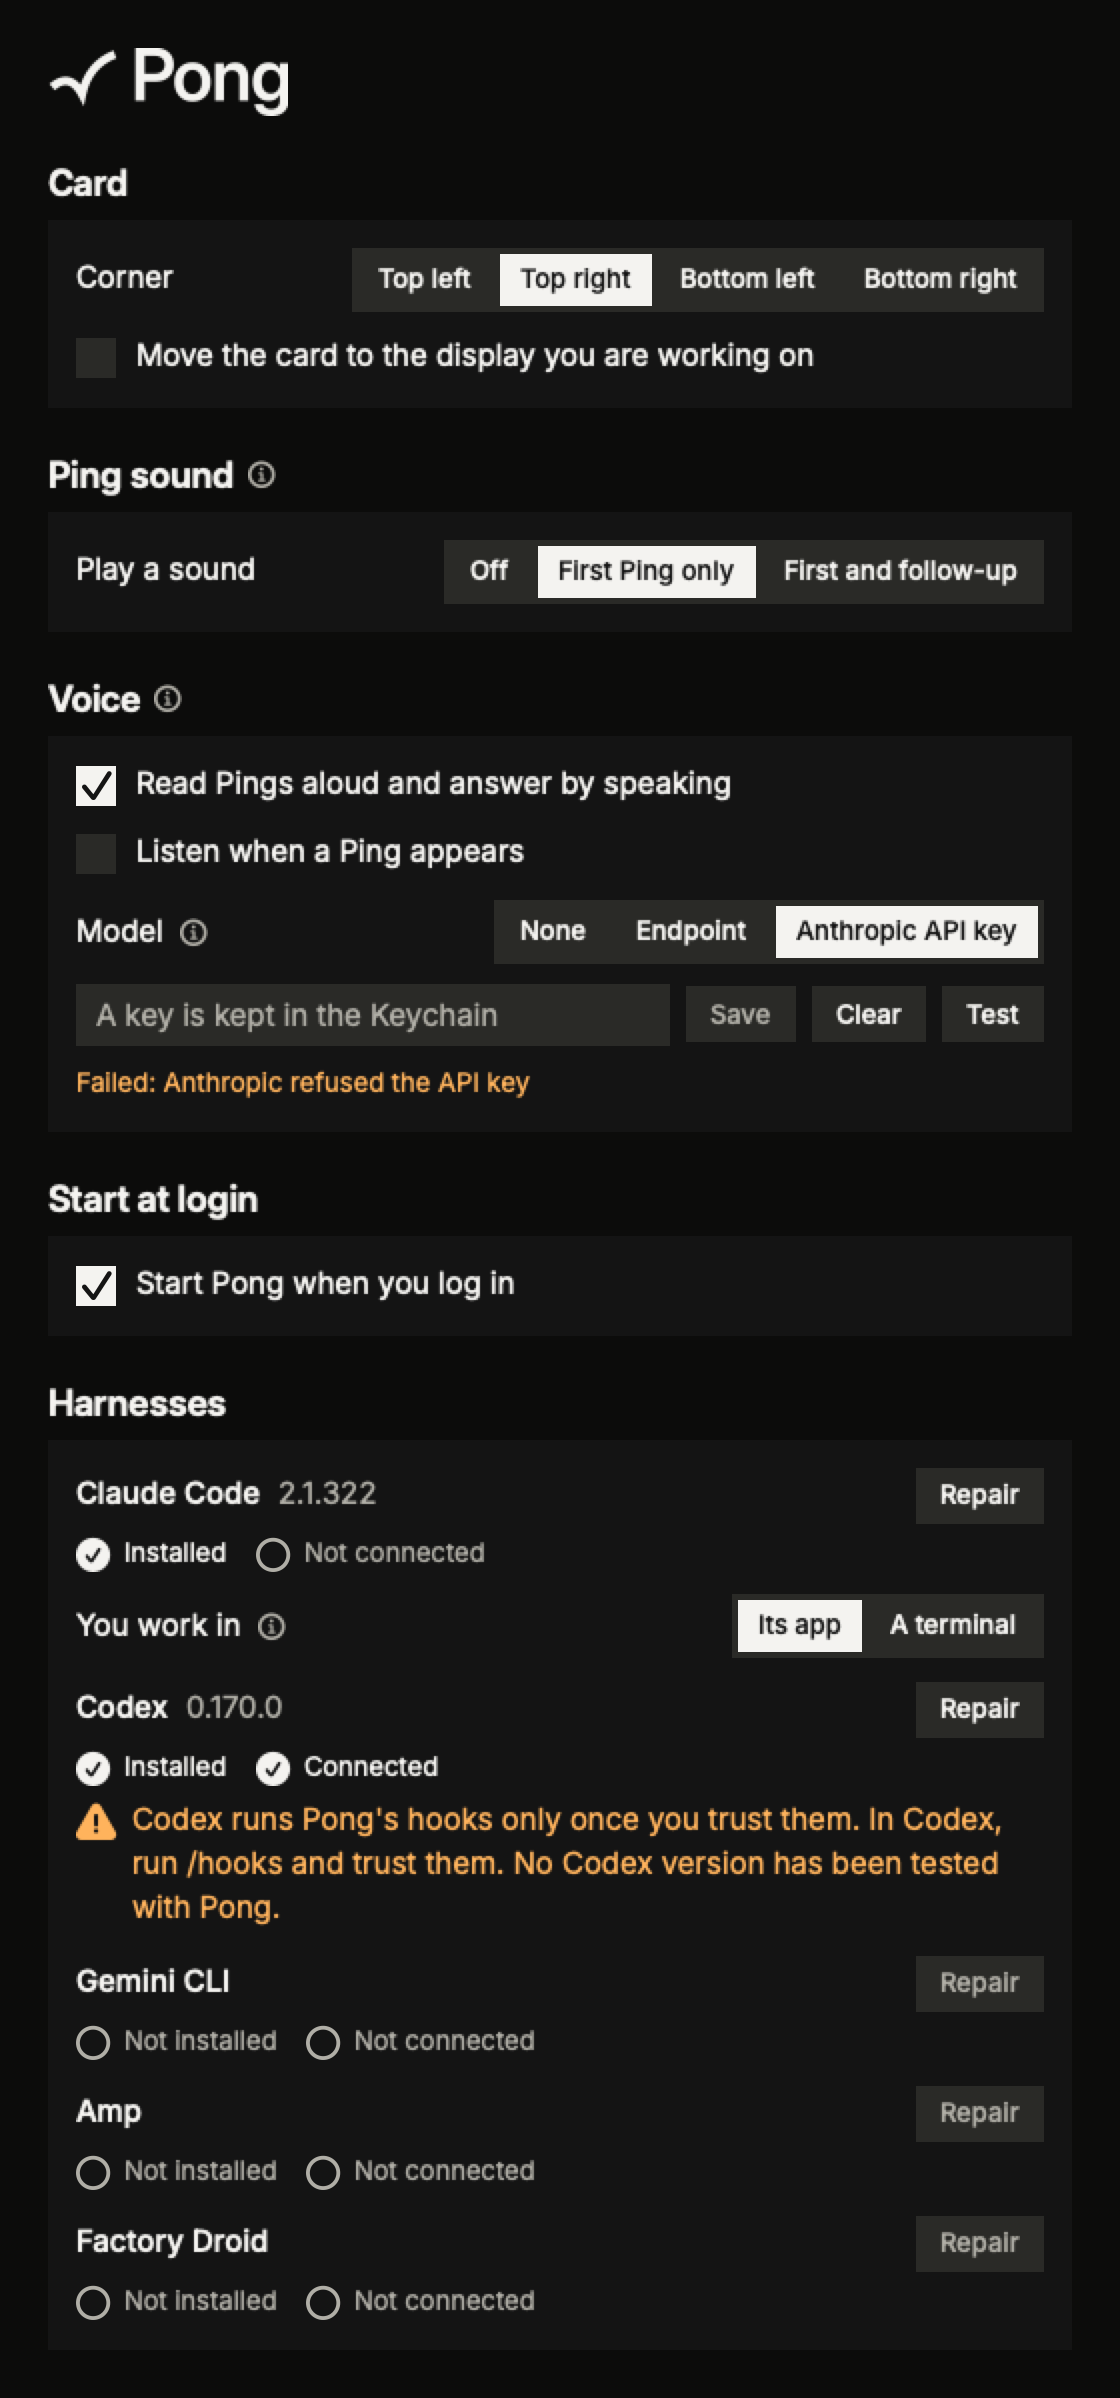 Pong
Card
Corner Top left Top right Bottom left Bottom right
Move the card to the display you are working on
Ping sound
Play a sound Off First Ping only First and follow-up
Voice
Read Pings aloud and answer by speaking
Listen when a Ping appears
Model None Endpoint Anthropic API key
A key is kept in the Keychain Save Clear Test
Failed: Anthropic refused the API key
Start at login
Start Pong when you log in
Harnesses
Claude Code 2.1.322 Repair
Installed Not connected
You work in Its app A terminal
Codex 0.170.0 Repair
Installed Connected
Codex runs Pong's hooks only once you trust them. In Codex,
run /hooks and trust them. No Codex version has been tested
with Pong.
Gemini CLI Repair
Not installed Not connected
Amp Repair
Not installed Not connected
Factory Droid Repair
Not installed Not connected